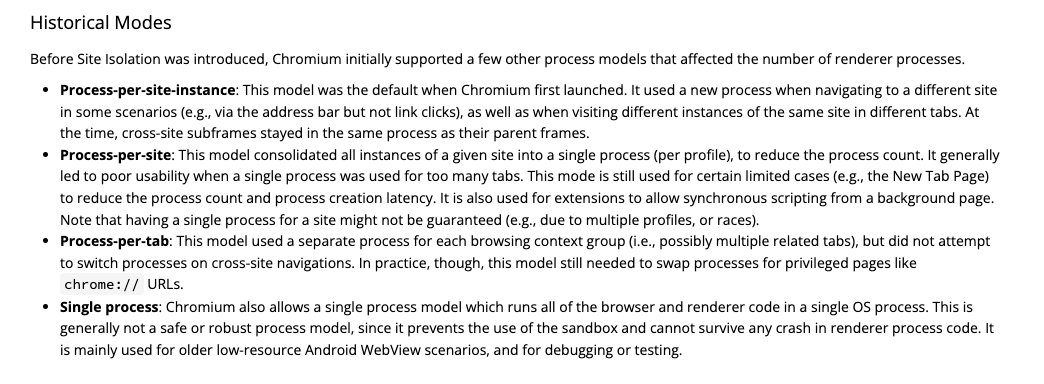 Historical Modes
Before Site Isolation was introduced, Chromium initially supported a few other process models that affected the number of renderer processes.
• Process-per-site-instance: This model was the default when Chromium first launched. It used a new process when navigating to a different site
in some scenarios (e.g., via the address bar but not link clicks), as well as when visiting different instances of the same site in different tabs. At
the time, cross-site subframes stayed in the same process as their parent frames.
• Process-per-site: This model consolidated all instances of a given site into a single process (per profile), to reduce the process count. It generally
led to poor usability when a single process was used for too many tabs. This mode is still used for certain limited cases (e.g., the New Tab Page)
to reduce the process count and process creation latency. It is also used for extensions to allow synchronous scripting from a background page.
Note that having a single process for a site might not be guaranteed (e.g., due to multiple profiles, or races).
• Process-per-tab: This model used a separate process for each browsing context group (i.e., possibly multiple related tabs), but did not attempt
to switch processes on cross-site navigations. In practice, though, this model still needed to swap processes for privileged pages like
chrome:// URLs.
• Single process: Chromium also allows a single process model which runs all of the browser and renderer code in a single OS process. This is
generally not a safe or robust process model, since it prevents the use of the sandbox and cannot survive any crash in renderer process code. It
is mainly used for older low-resource Android WebView scenarios, and for debugging or testing.